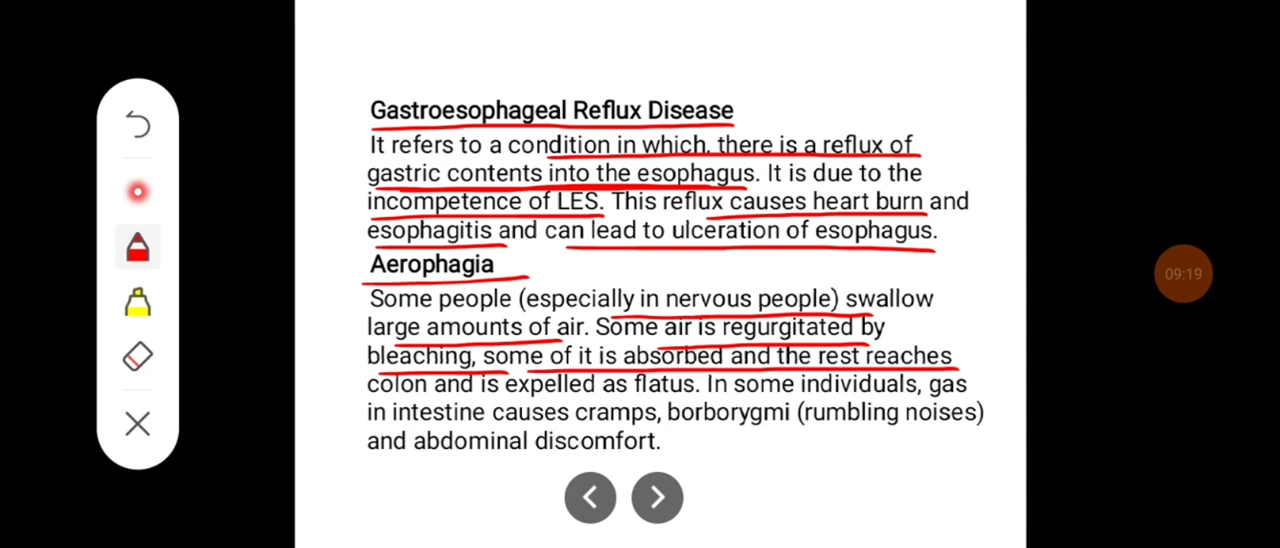 Gastroesophageal Reflux Disease
It refers to a condition in which, there is a reflux of
gastric contents into the esophagus. It is due to the
incompetence of LES. This reflux causes heart burn and
esophagitis and can lead to ulceration of esophagus.
Aerophagia
Some people (especially in nervous people) swallow
large amounts of air. Some air is regurgitated by
bleaching, some of it is absorbed and the rest reaches
colon and is expelled as flatus. In some individuals, gas
in intestine causes cramps, borborygmi (rumbling noises)
and abdominal discomfort.
09:19